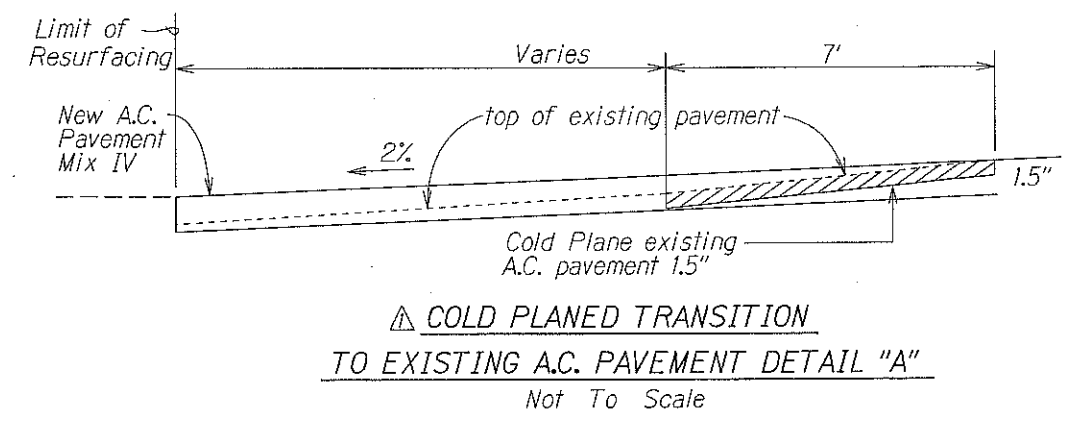 Limit of
Resurfacing
Varies
7'
New A.C.
Pavement
Mix IV
top of existing pavement
2%
1.5"
Cold Plane existing
A.C. pavement 1.5"
COLD PLANED TRANSITION
TO EXISTING A.C. PAVEMENT DETAIL "A"
Not To Scale